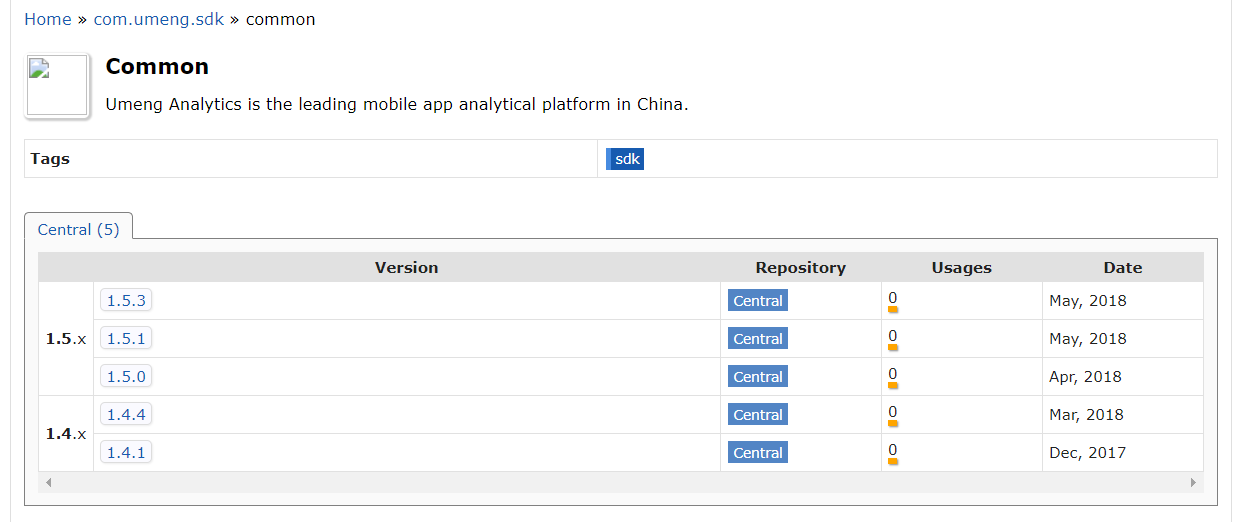 Home » com.umeng.sdk » common
Common
Umeng Analytics is the leading mobile app analytical platform in China.
Tags sdk
Central (5)
Version Repository Usages Date
1.5.x 1.5.3 Central 0 May, 2018
1.5.1 Central 0 May, 2018
1.5.0 Central 0 Apr, 2018
1.4.x 1.4.4 Central 0 Mar, 2018
1.4.1 Central 0 Dec, 2017